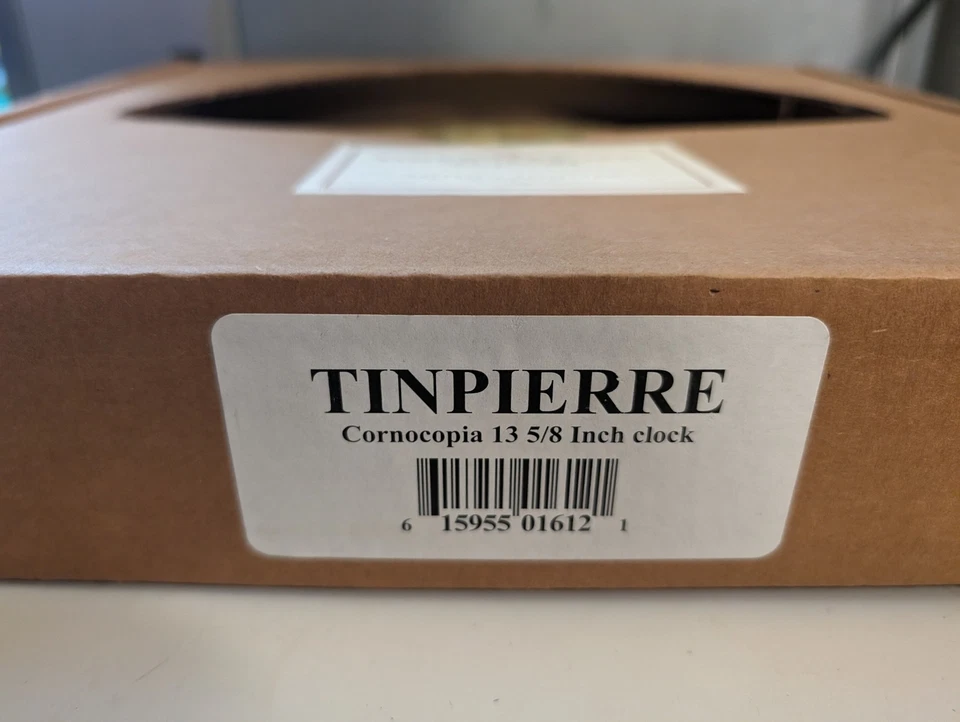 TINPIERRE
Cornocopia 13 5/8 Inch clock
6 15955 01612 1